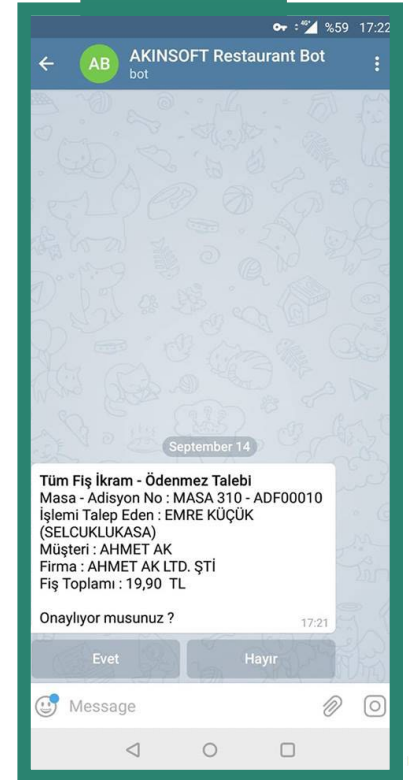 %59 17:22
AB
AKINSOFT Restaurant Bot
bot
September 14
Tüm Fiş İkram - Ödenmez Talebi
Masa - Adisyon No : MASA 310 - ADF00010
İşlemi Talep Eden : EMRE KÜÇÜK
(SELCUKLUKASA)
Müşteri : AHMET AK
Firma : AHMET AK LTD. ŞTİ
Fiş Toplamı : 19,90 TL
Onaylıyor musunuz ?
17:21
Evet
Hayır
Message